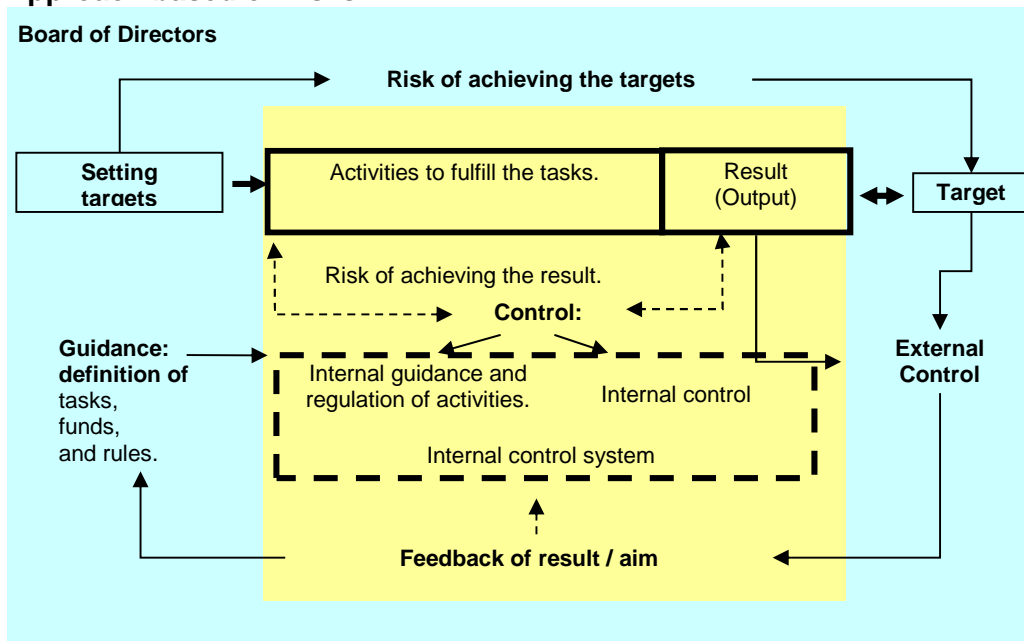 Board of Directors
Risk of achieving the targets
Setting
targets
Activities to fulfill the tasks.
Result
(Output)
Target
Risk of achieving the result.
Control:
Guidance:
definition of
tasks,
funds,
and rules.
Internal guidance and
regulation of activities.
Internal control
External
Control
Internal control system
Feedback of result / aim